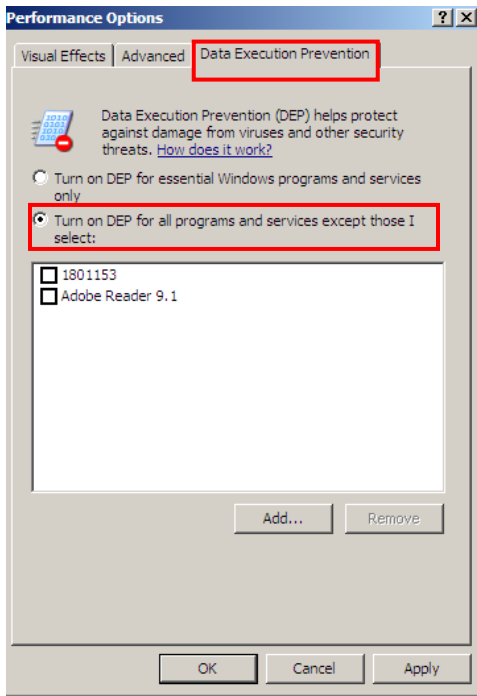 Performance Options
Visual Effects
Advanced
Data Execution Prevention
Data Execution Prevention (DEP) helps protect
against damage from viruses and other security
threats. How does it work?
Turn on DEP for essential Windows programs and services
only
Turn on DEP for all programs and services except those I
select:
1801153
Adobe Reader 9.1
Add...
Remove
OK
Cancel
Apply